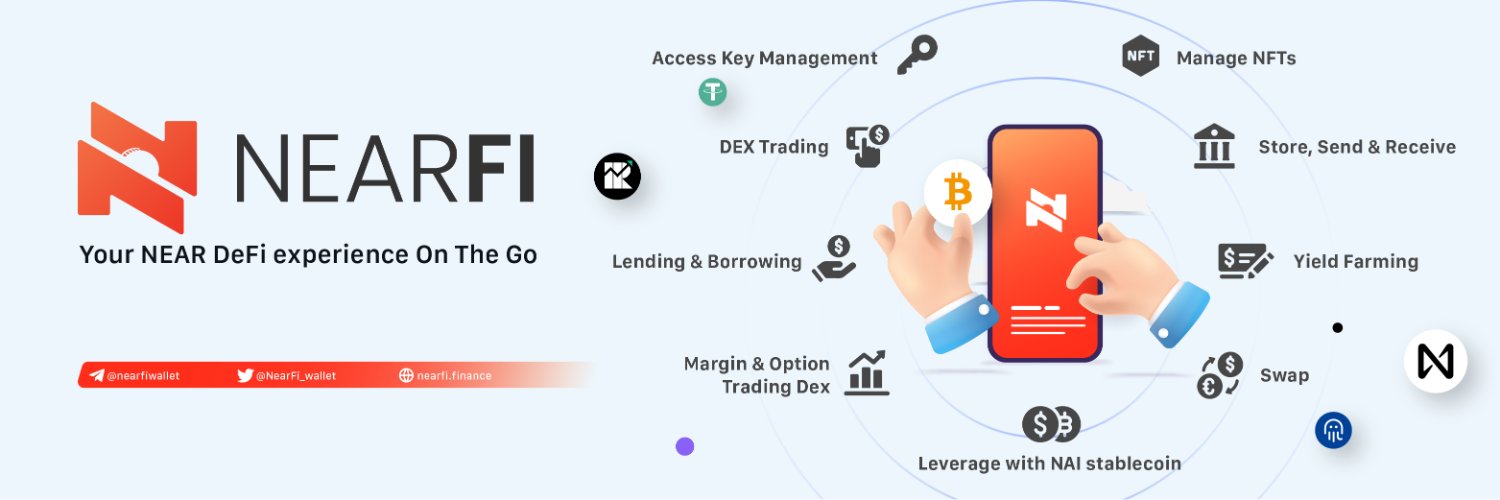 NEARFI
Your NEAR DeFi experience On The Go
@nearfiwallet
@NearFi_wallet
nearfi.finance
Access Key Management
NFT
Manage NFTs
DEX Trading
Store, Send & Receive
Lending & Borrowing
Yield Farming
Margin & Option
Trading Dex
Swap
Leverage with NAI stablecoin